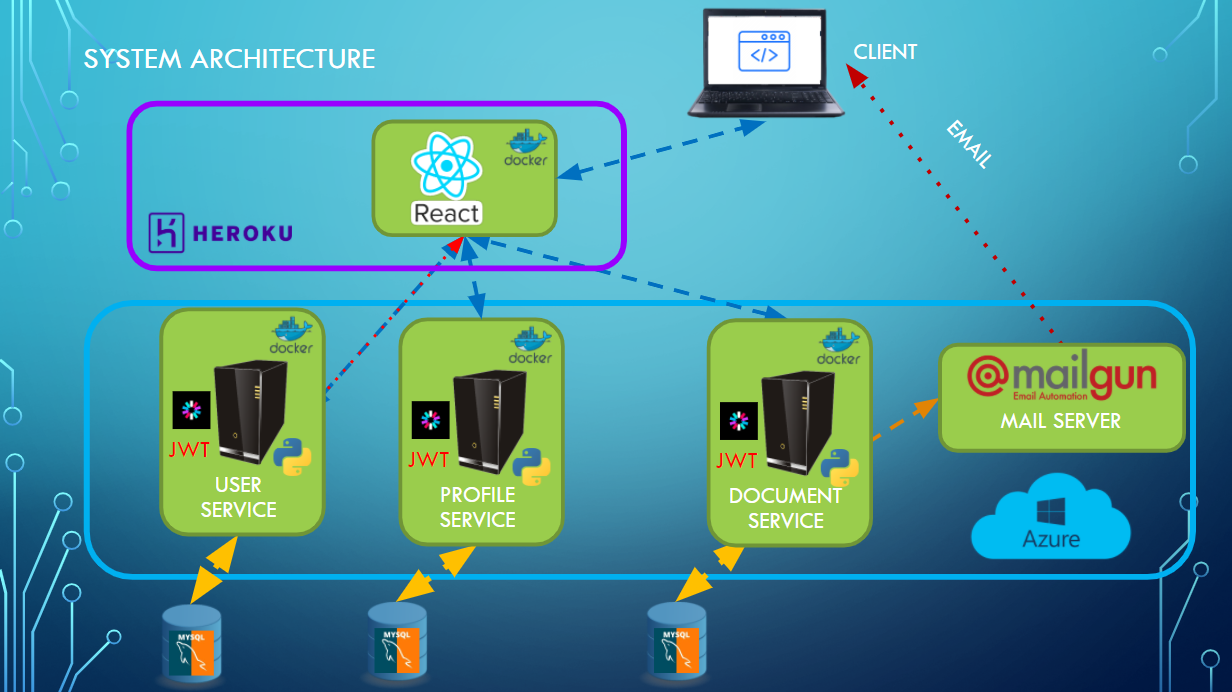 SYSTEM ARCHITECTURE
</>
CLIENT
EMAIL
docker
React
HEROKU
docker
JWT
USER
SERVICE
docker
JWT
PROFILE
SERVICE
docker
JWT
DOCUMENT
SERVICE
@mailgun
Email Automation
MAIL SERVER
Azure
MYSQL
MYSQL
MYSQL